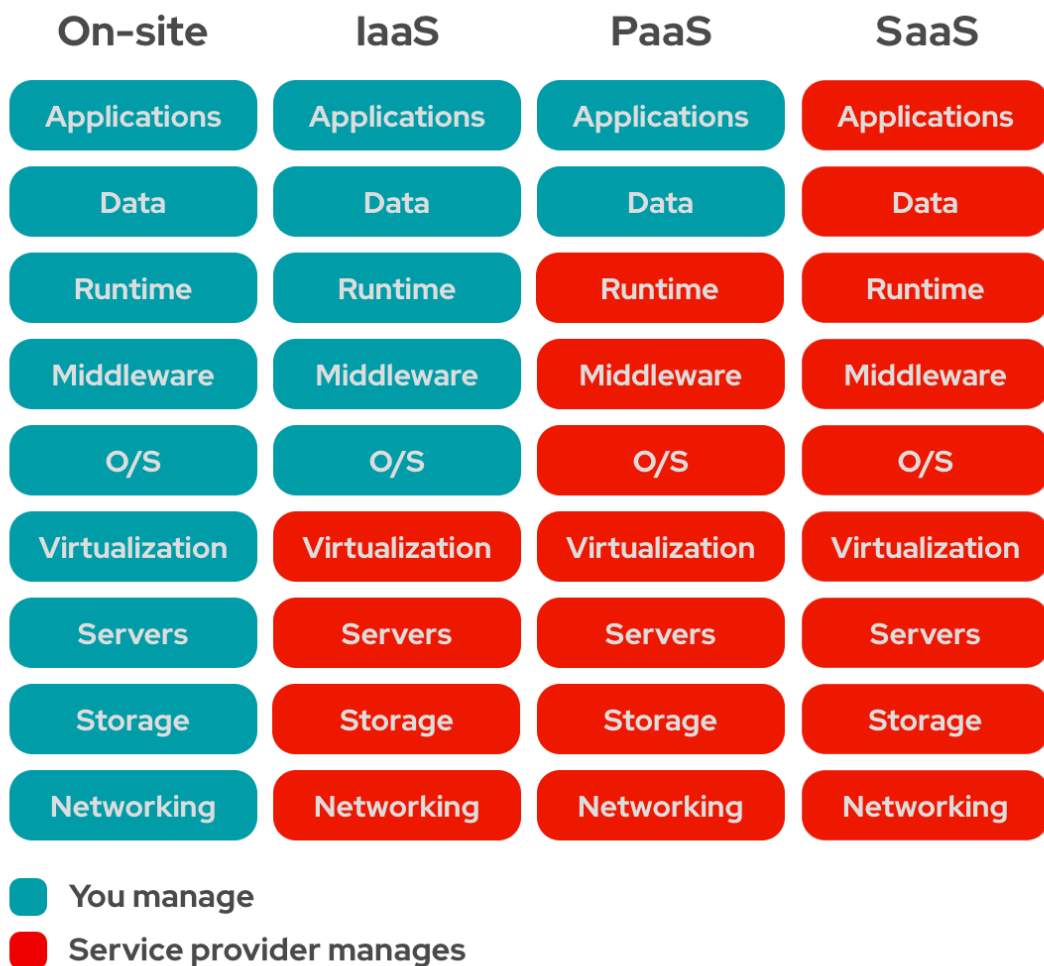 On-site IaaS PaaS SaaS
Applications Applications Applications Applications
Data Data Data Data
Runtime Runtime Runtime Runtime
Middleware Middleware Middleware Middleware
O/S O/S O/S O/S
Virtualization Virtualization Virtualization Virtualization
Servers Servers Servers Servers
Storage Storage Storage Storage
Networking Networking Networking Networking
You manage
Service provider manages